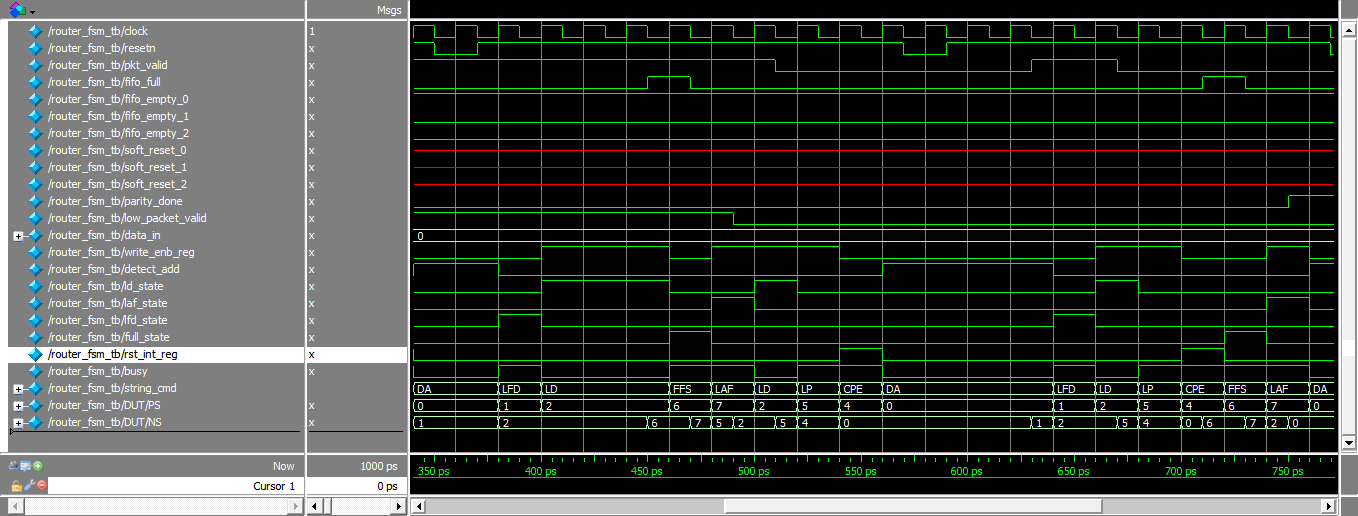 Msgs
/router_fsm_tb/clock 1
/router_fsm_tb/resetn x
/router_fsm_tb/pkt_valid x
/router_fsm_tb/fifo_full x
/router_fsm_tb/fifo_empty_0 x
/router_fsm_tb/fifo_empty_1 x
/router_fsm_tb/fifo_empty_2 x
/router_fsm_tb/soft_reset_0 x
/router_fsm_tb/soft_reset_1 x
/router_fsm_tb/soft_reset_2 x
/router_fsm_tb/parity_done x
/router_fsm_tb/low_packet_valid x
/router_fsm_tb/data_in x 0
/router_fsm_tb/write_enb_reg x
/router_fsm_tb/detect_add x
/router_fsm_tb/ld_state x
/router_fsm_tb/laf_state x
/router_fsm_tb/lfd_state x
/router_fsm_tb/full_state x
/router_fsm_tb/rst_int_reg x
/router_fsm_tb/busy x
/router_fsm_tb/string_cmd DA LFD LD FFS LAF LD LP CPE DA LFD LD LP CPE FFS LAF DA
/router_fsm_tb/DUT/PS x 0 1 2 6 7 2 5 4 0 1 2 5 4 6 7 0
/router_fsm_tb/DUT/NS x 1 2 6 7 5 2 5 4 0 1 2 5 4 0 6 7 2 0
Now 1000 ps 350 ps 400 ps 450 ps 500 ps 550 ps 600 ps 650 ps 700 ps 750 ps
Cursor 1 0 ps